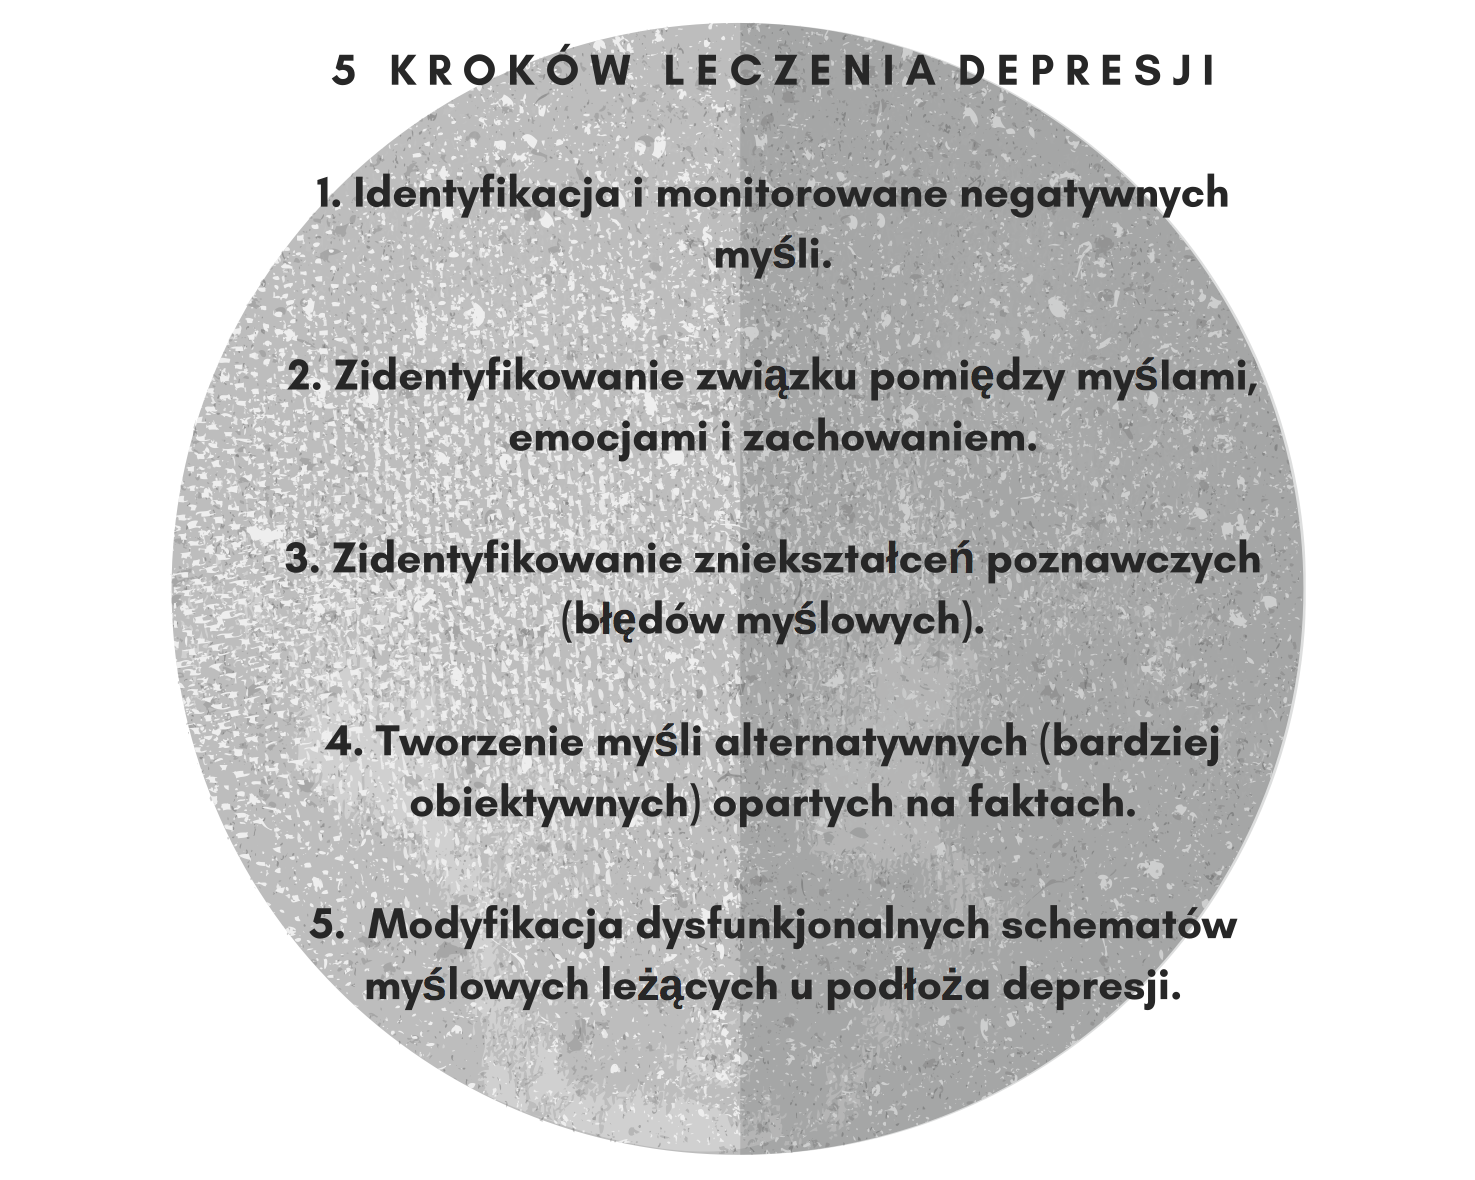 5 KROKÓW LECZENIA DEPRESJI
1. Identyfikacja i monitorowane negatywnych
myśli.
2. Zidentyfikowanie związku pomiędzy myślami,
emocjami i zachowaniem.
3. Zidentyfikowanie zniekształceń poznawczych
(błędów myślowych).
4. Tworzenie myśli alternatywnych (bardziej
obiektywnych) opartych na faktach.
5. Modyfikacja dysfunkjonalnych schematów
myślowych leżących u podłoża depresji.